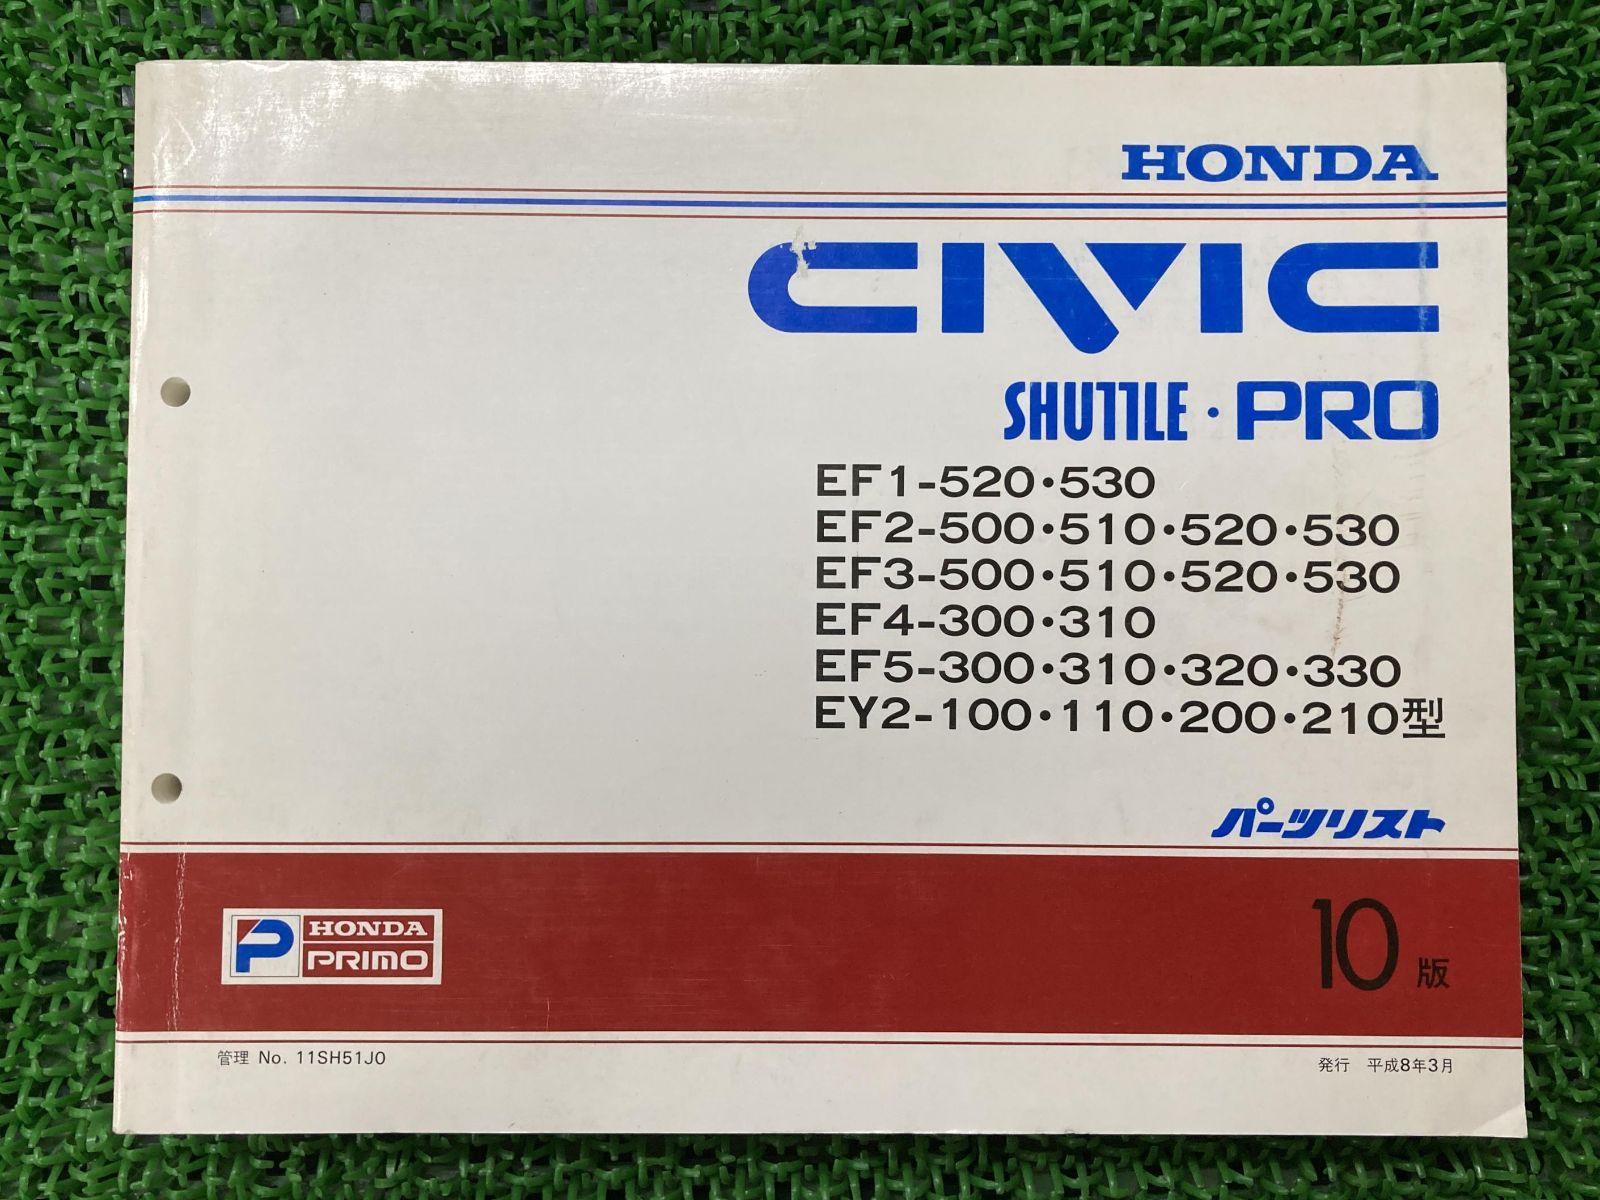 HONDA
CIVIC
SHUTTLE・PRO
EF1-520・530
EF2-500・510・520・530
EF3-500・510・520・530
EF4-300・310
EF5-300・310・320・330
EY2-100・110・200・210型
パーツリスト
P HONDA
PRIMO
10版
管理 No. 11SH51J0
発行 平成8年3月